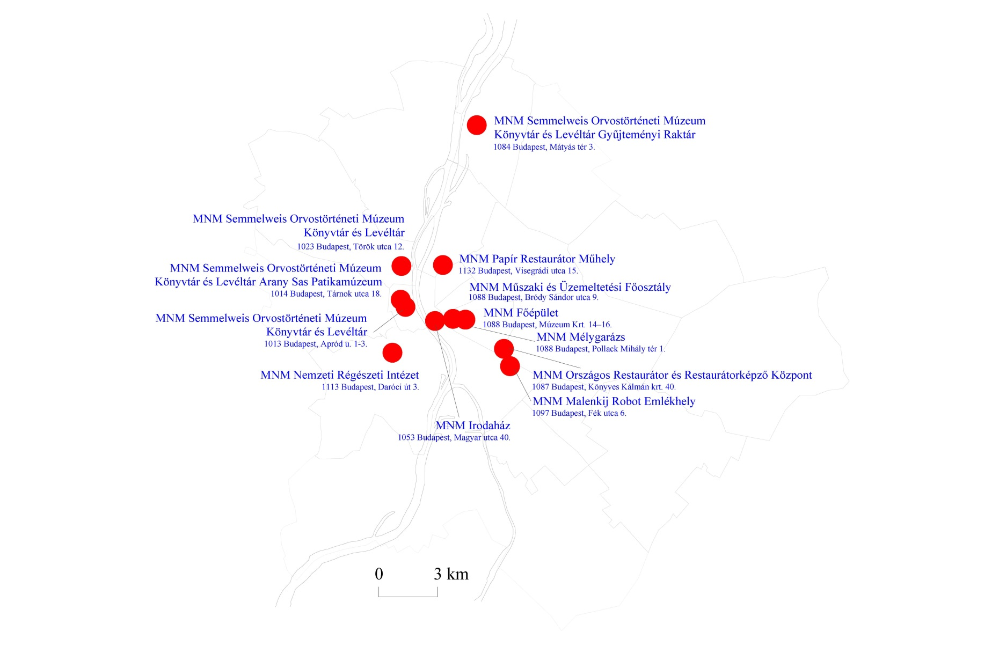 MNM Semmelweis Orvostörténeti Múzeum
Könyvtár és Levéltár Gyűjteményi Raktár
1084 Budapest, Mátyás tér 3.
MNM Semmelweis Orvostörténeti Múzeum
Könyvtár és Levéltár
1023 Budapest, Török utca 12.
MNM Papír Restaurátor Műhely
1132 Budapest, Visegrádi utca 15.
MNM Semmelweis Orvostörténeti Múzeum
Könyvtár és Levéltár Arany Sas Patikamúzeum
1014 Budapest, Tárnok utca 18.
MNM Műszaki és Üzemeltetési Főosztály
1088 Budapest, Bródy Sándor utca 9.
MNM Főépület
1088 Budapest, Múzeum Krt. 14–16.
MNM Semmelweis Orvostörténeti Múzeum
Könyvtár és Levéltár
1013 Budapest, Apród u. 1-3.
MNM Mélygarázs
1088 Budapest, Pollack Mihály tér 1.
MNM Nemzeti Régészeti Intézet
1113 Budapest, Daróci út 3.
MNM Országos Restaurátor és Restaurátorképző Központ
1087 Budapest, Könyves Kálmán krt. 40.
MNM Malenkij Robot Emlékhely
1097 Budapest, Fék utca 6.
MNM Irodaház
1053 Budapest, Magyar utca 40.
0 3 km